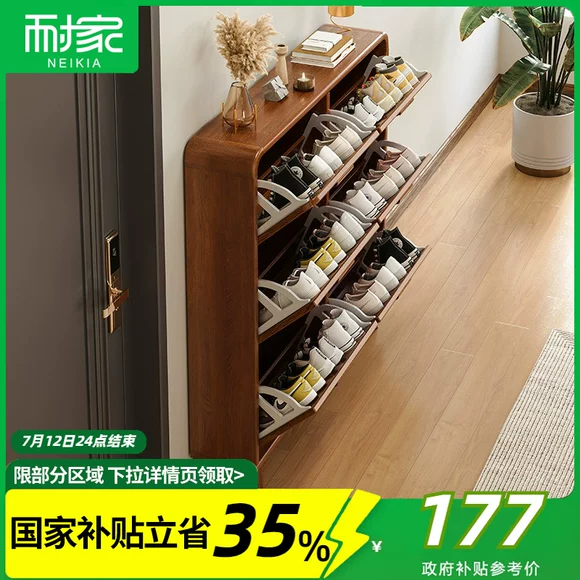 耐家
NEIKIA
7月12日24点结束
限部分区域 下拉详情页领取>
国家补贴立省35%
¥177
政府补贴参考价